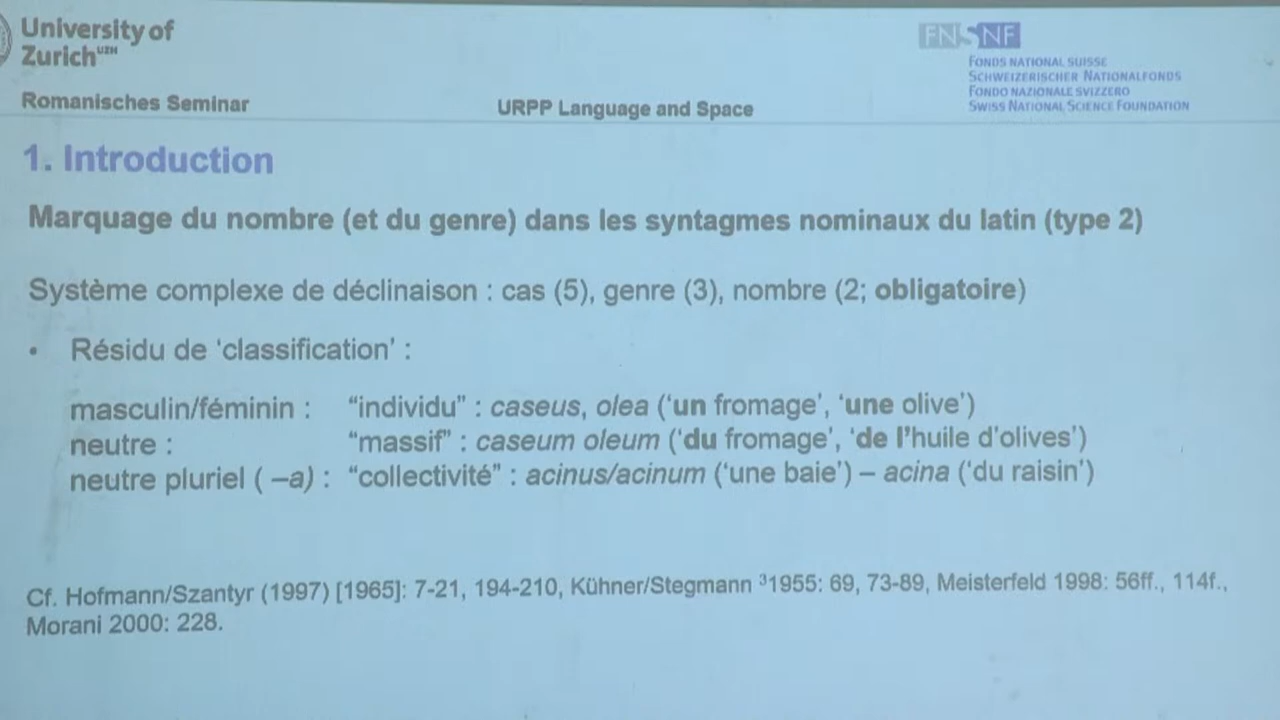 University of
Zurich UZH
FNSNF
FONDS NATIONAL SUISSE
SCHWEIZERISCHER NATIONALFONDS
FONDO NAZIONALE SVIZZERO
SWISS NATIONAL SCIENCE FOUNDATION
Romanisches Seminar
URPP Language and Space
1. Introduction
Marquage du nombre (et du genre) dans les syntagmes nominaux du latin (type 2)
Système complexe de déclinaison : cas (5), genre (3), nombre (2; obligatoire)
• Résidu de ‘classification’ :
masculin/féminin : “individu” : caseus, olea (‘un fromage’, ‘une olive’)
neutre : “massif” : caseum oleum (‘du fromage’, ‘de l’huile d’olives’)
neutre pluriel ( –a) : “collectivité” : acinus/acinum (‘une baie’) – acina (‘du raisin’)
Cf. Hofmann/Szantyr (1997) [1965]: 7-21, 194-210, Kühner/Stegmann ³1955: 69, 73-89, Meisterfeld 1998: 56ff., 114f.,
Morani 2000: 228.